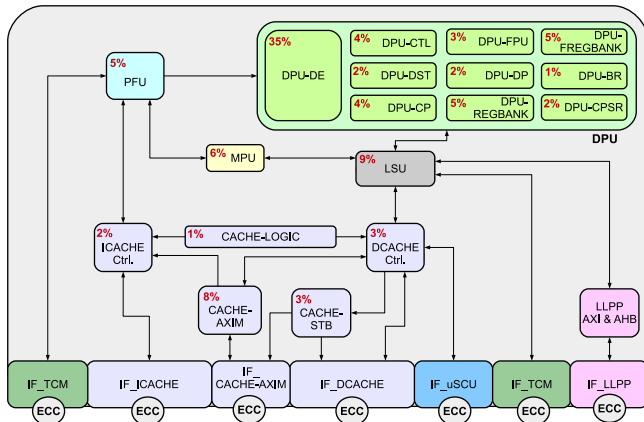 35%
DPU-DE
4%
DPU-CTL
3%
DPU-FPU
5%
DPU-
FREGBANK
2%
DPU-DST
2%
DPU-DP
1%
DPU-BR
4%
DPU-CP
5%
DPU-
REGBANK
2%
DPU-CPSR
DPU
5%
PFU
6%
MPU
9%
LSU
2%
ICACHE
Ctrl.
1%
CACHE-LOGIC
3%
DCACHE
Ctrl.
8%
CACHE-
AXIM
3%
CACHE-
STB
LLPP
AXI & AHB
IF_TCM
IF_ICACHE
IF_
CACHE-AXIM
IF_DCACHE
IF_uSCU
IF_TCM
IF_LLPP
ECC
ECC
ECC
ECC
ECC
ECC
ECC